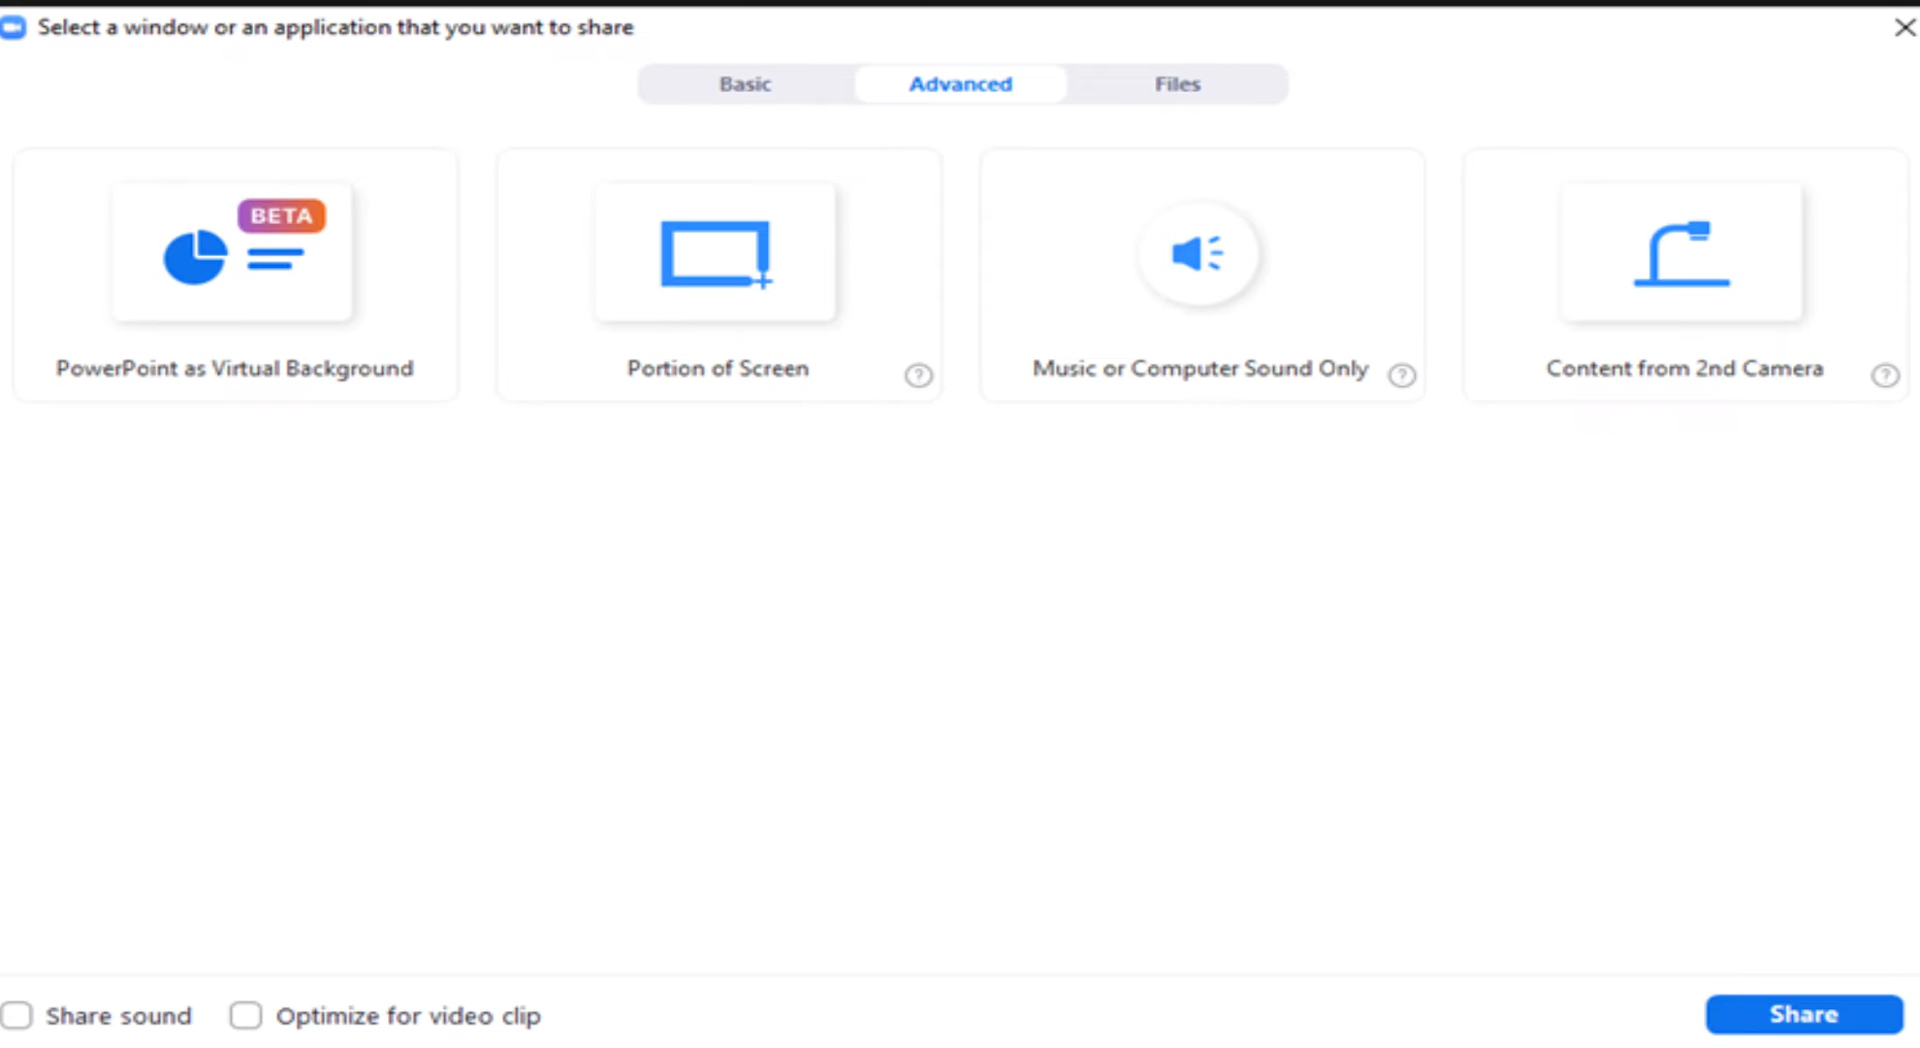 Select a window or an application that you want to share
Basic Advanced Files
BETA
PowerPoint as Virtual Background
Portion of Screen
?
Music or Computer Sound Only
?
Content from 2nd Camera
?
Share sound
Optimize for video clip
Share